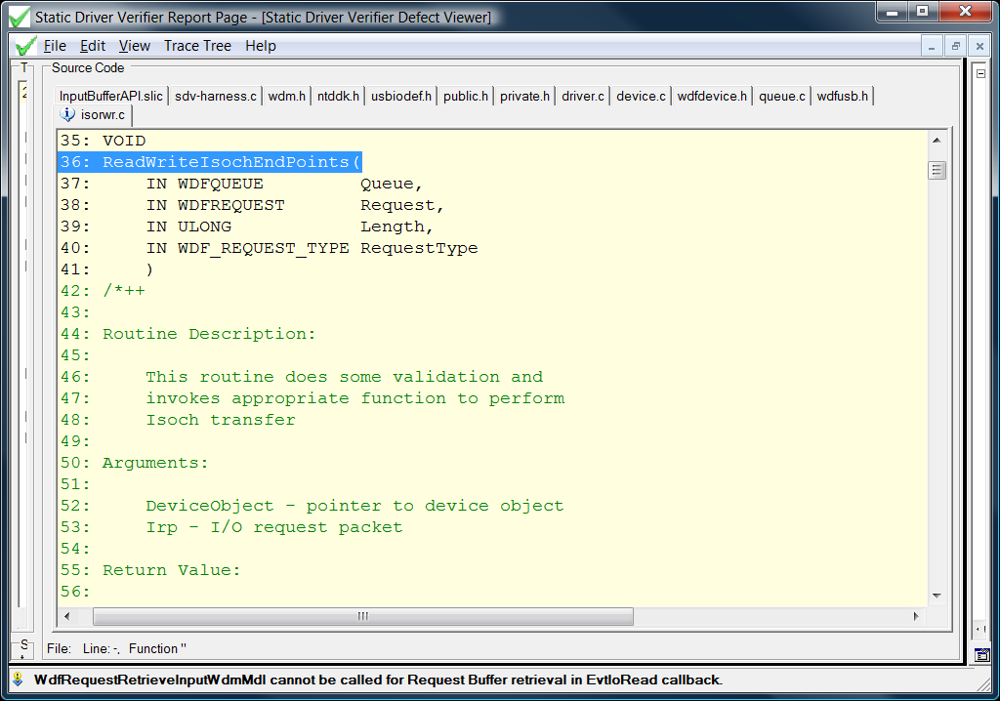 Static Driver Verifier Report Page - [Static Driver Verifier Defect Viewer]
File Edit View Trace Tree Help
T
Source Code
2
InputBufferAPI.slic sdv-harness.c wdm.h ntddk.h usbiodef.h public.h private.h driver.c device.c wdfdevice.h queue.c wdfusb.h
isorwr.c
35: VOID
36: ReadWriteIsochEndPoints(
37: IN WDFQUEUE Queue,
38: IN WDFREQUEST Request,
39: IN ULONG Length,
40: IN WDF_REQUEST_TYPE RequestType
41: )
42: /*++
43:
44: Routine Description:
45:
46: This routine does some validation and
47: invokes appropriate function to perform
48: Isoch transfer
49:
50: Arguments:
51:
52: DeviceObject - pointer to device object
53: Irp - I/O request packet
54:
55: Return Value:
56:
S
File: Line: -, Function ''
WdfRequestRetrieveInputWdmMdl cannot be called for Request Buffer retrieval in EvtIoRead callback.